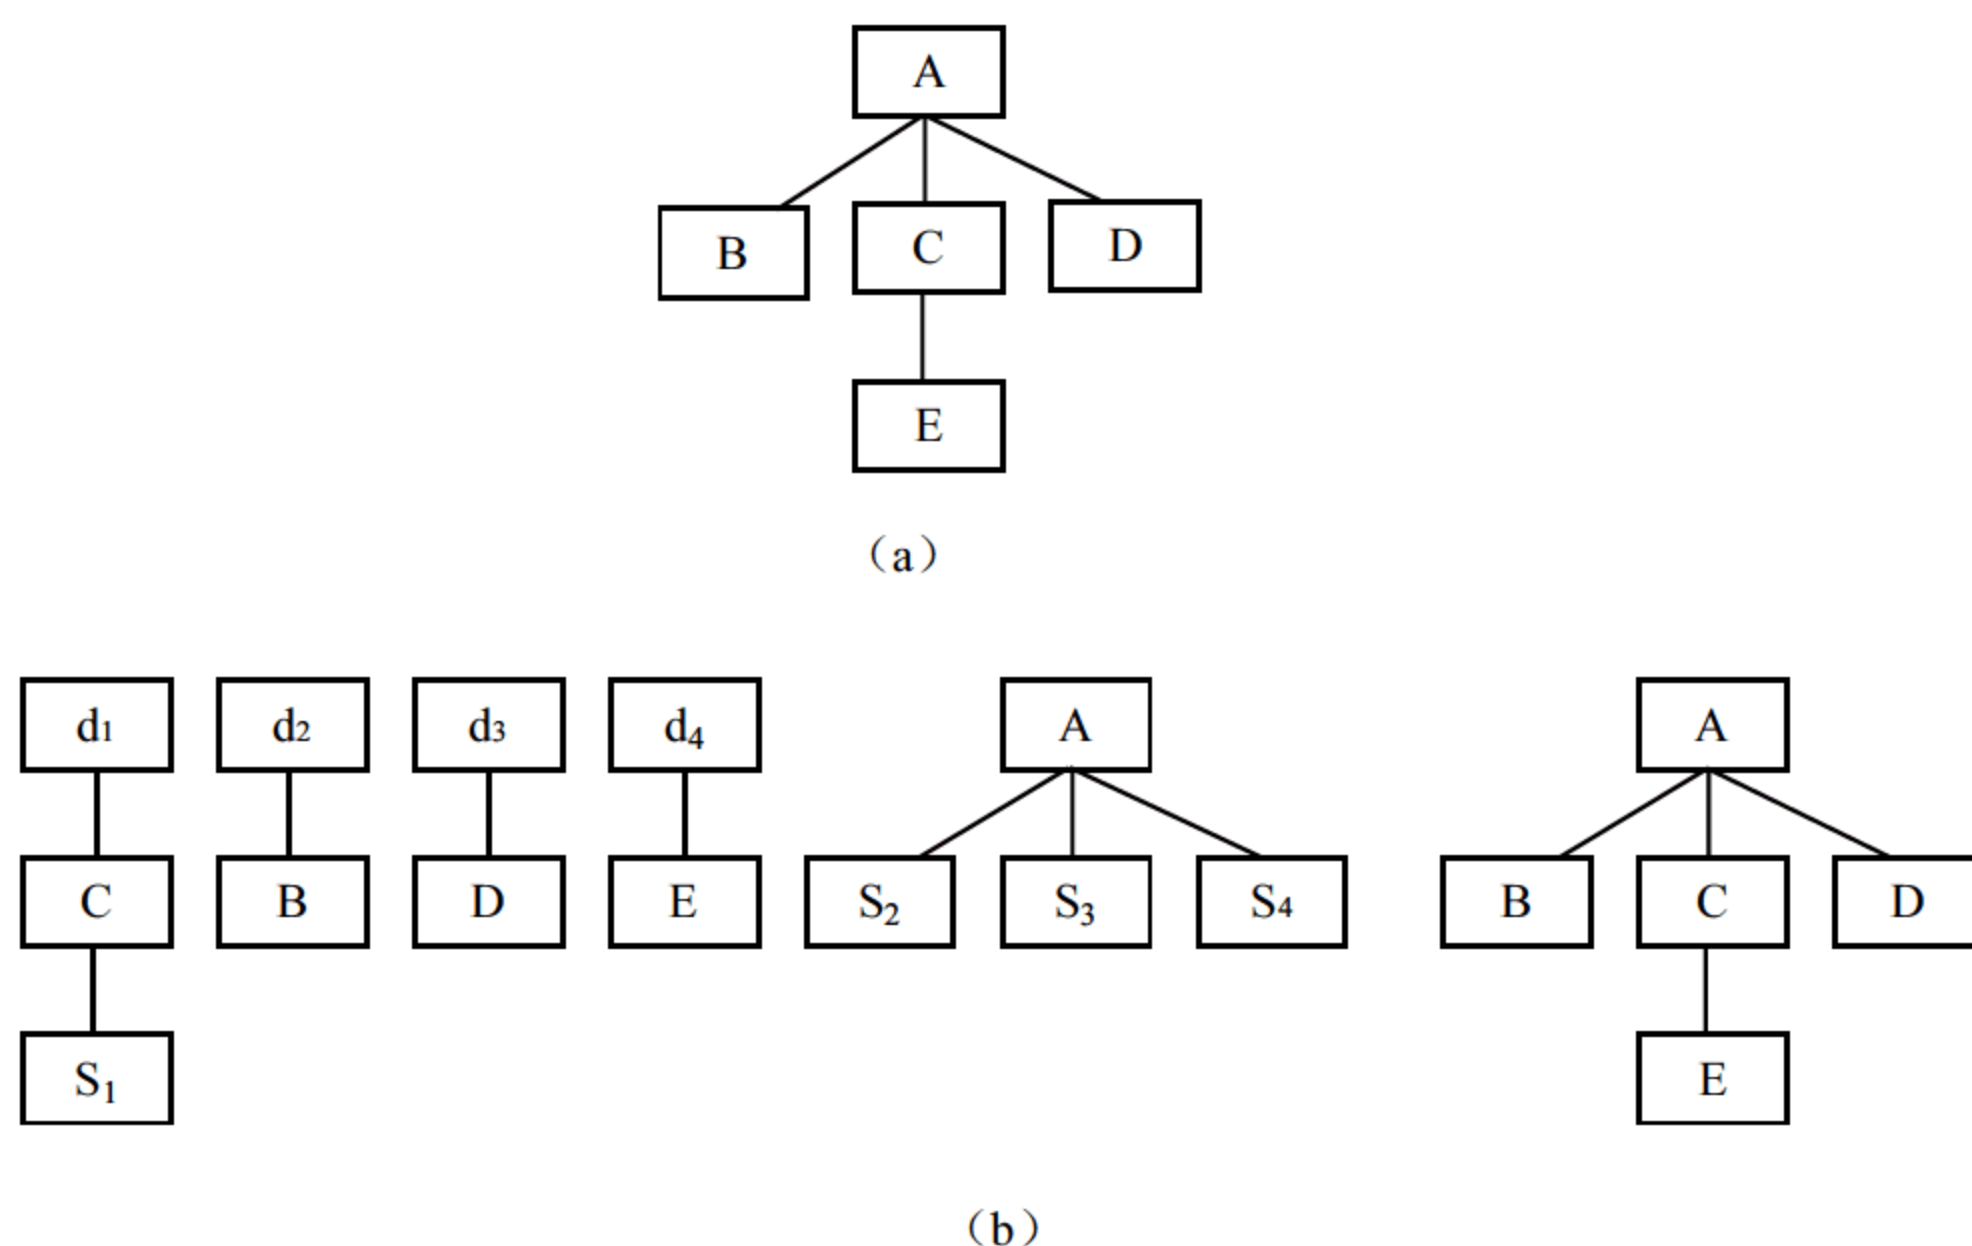 A
B C D
E
（a）
d1 d2 d3 d4 A A
C B D E S2 S3 S4 B C D
S1 E
（b）